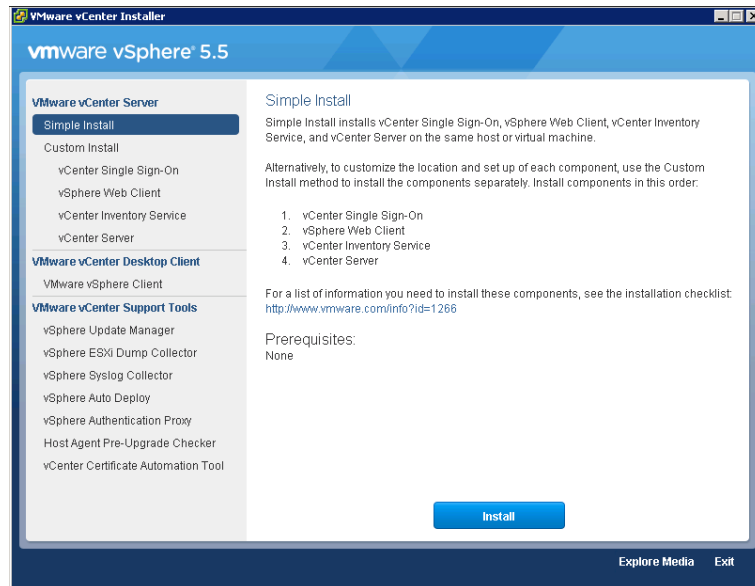 VMware vCenter Installer
vmware vSphere® 5.5
VMware vCenter Server
Simple Install
Custom Install
vCenter Single Sign-On
vSphere Web Client
vCenter Inventory Service
vCenter Server
VMware vCenter Desktop Client
VMware vSphere Client
VMware vCenter Support Tools
vSphere Update Manager
vSphere ESXi Dump Collector
vSphere Syslog Collector
vSphere Auto Deploy
vSphere Authentication Proxy
Host Agent Pre-Upgrade Checker
vCenter Certificate Automation Tool
Simple Install
Simple Install installs vCenter Single Sign-On, vSphere Web Client, vCenter Inventory
Service, and vCenter Server on the same host or virtual machine.
Alternatively, to customize the location and set up of each component, use the Custom
Install method to install the components separately. Install components in this order:
1. vCenter Single Sign-On
2. vSphere Web Client
3. vCenter Inventory Service
4. vCenter Server
For a list of information you need to install these components, see the installation checklist:
http://www.vmware.com/info?id=1266
Prerequisites:
None
Install
Explore Media Exit